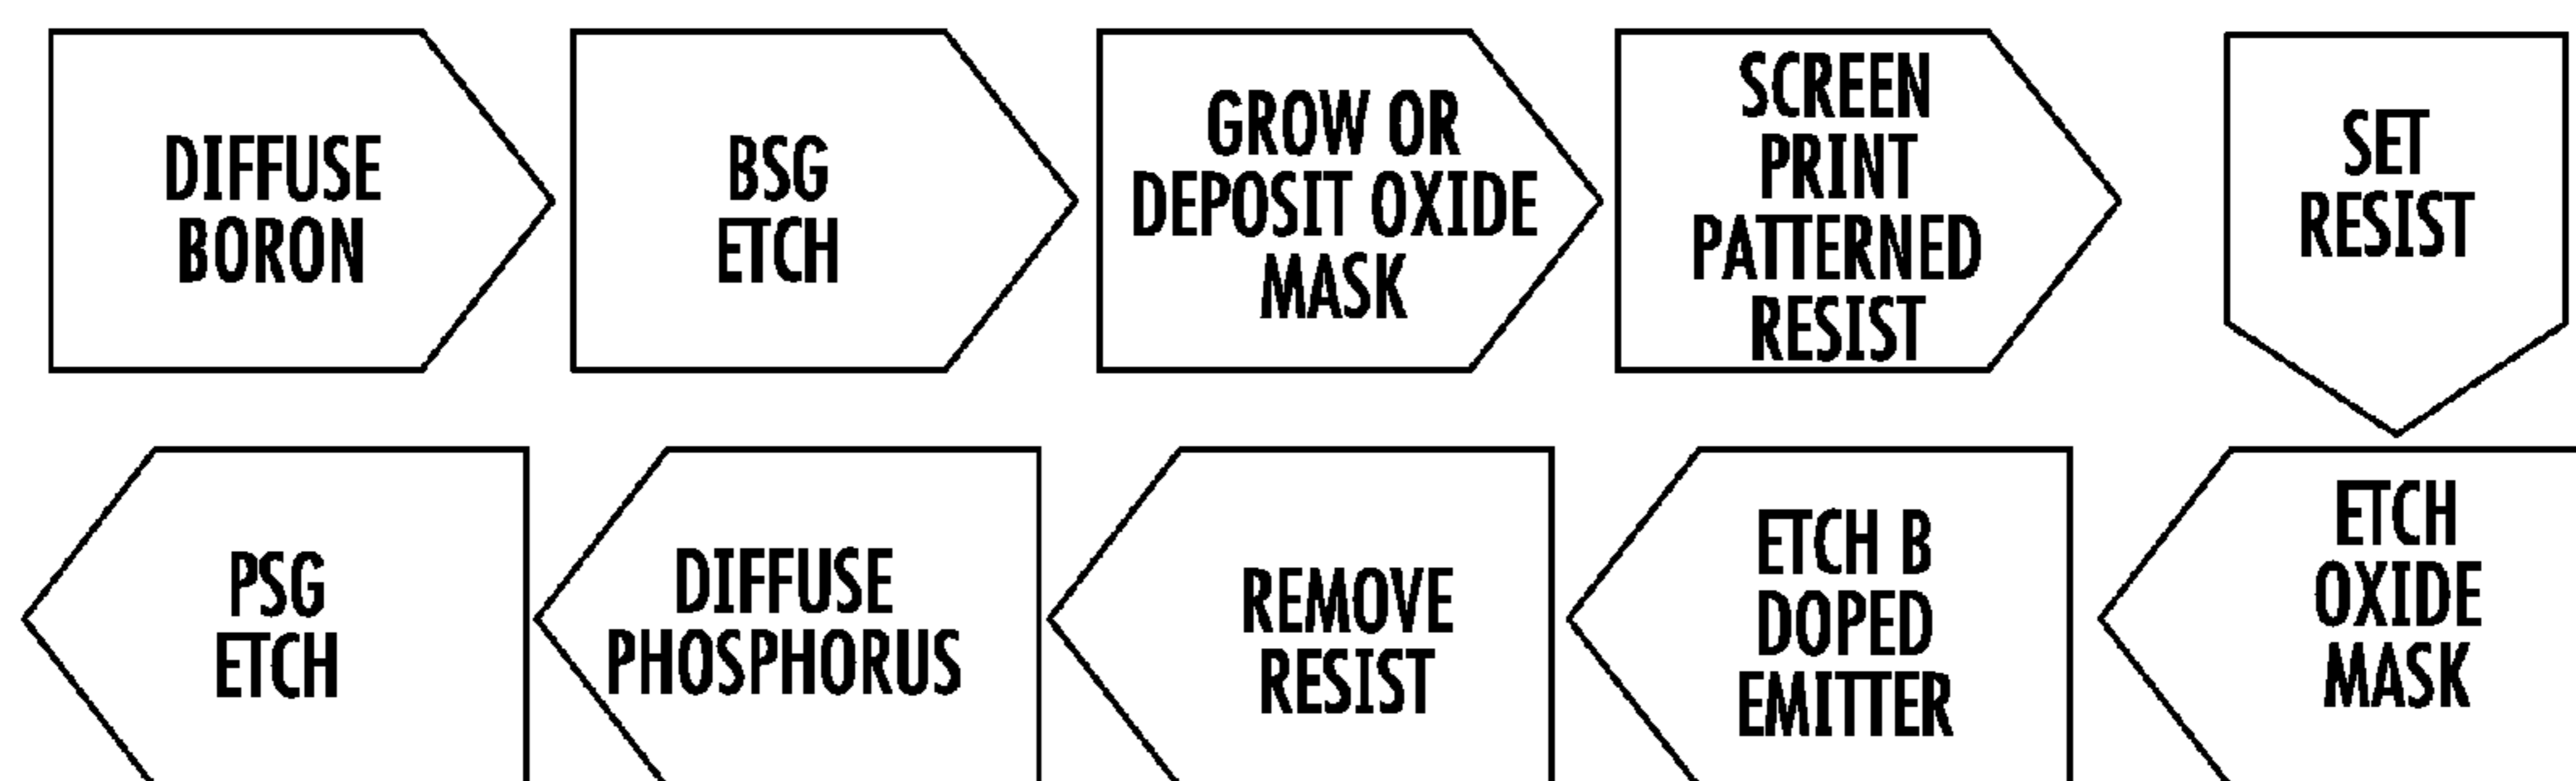 DIFFUSE
BORON
BSG
ETCH
GROW OR
DEPOSIT OXIDE
MASK
SCREEN
PRINT
PATTERNED
RESIST
SET
RESIST
ETCH
OXIDE
MASK
ETCH B
DOPED
EMITTER
REMOVE
RESIST
DIFFUSE
PHOSPHORUS
PSG
ETCH